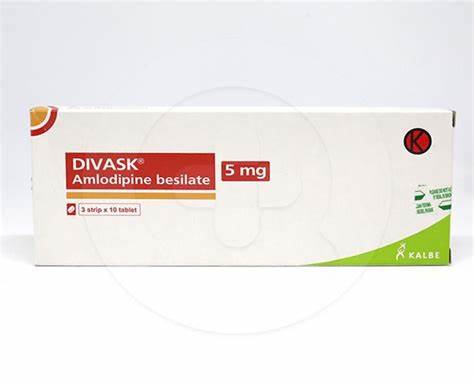 DIVASK®
Amlodipine besilate
5 mg
3 strip x 10 tablet
K
KALBE